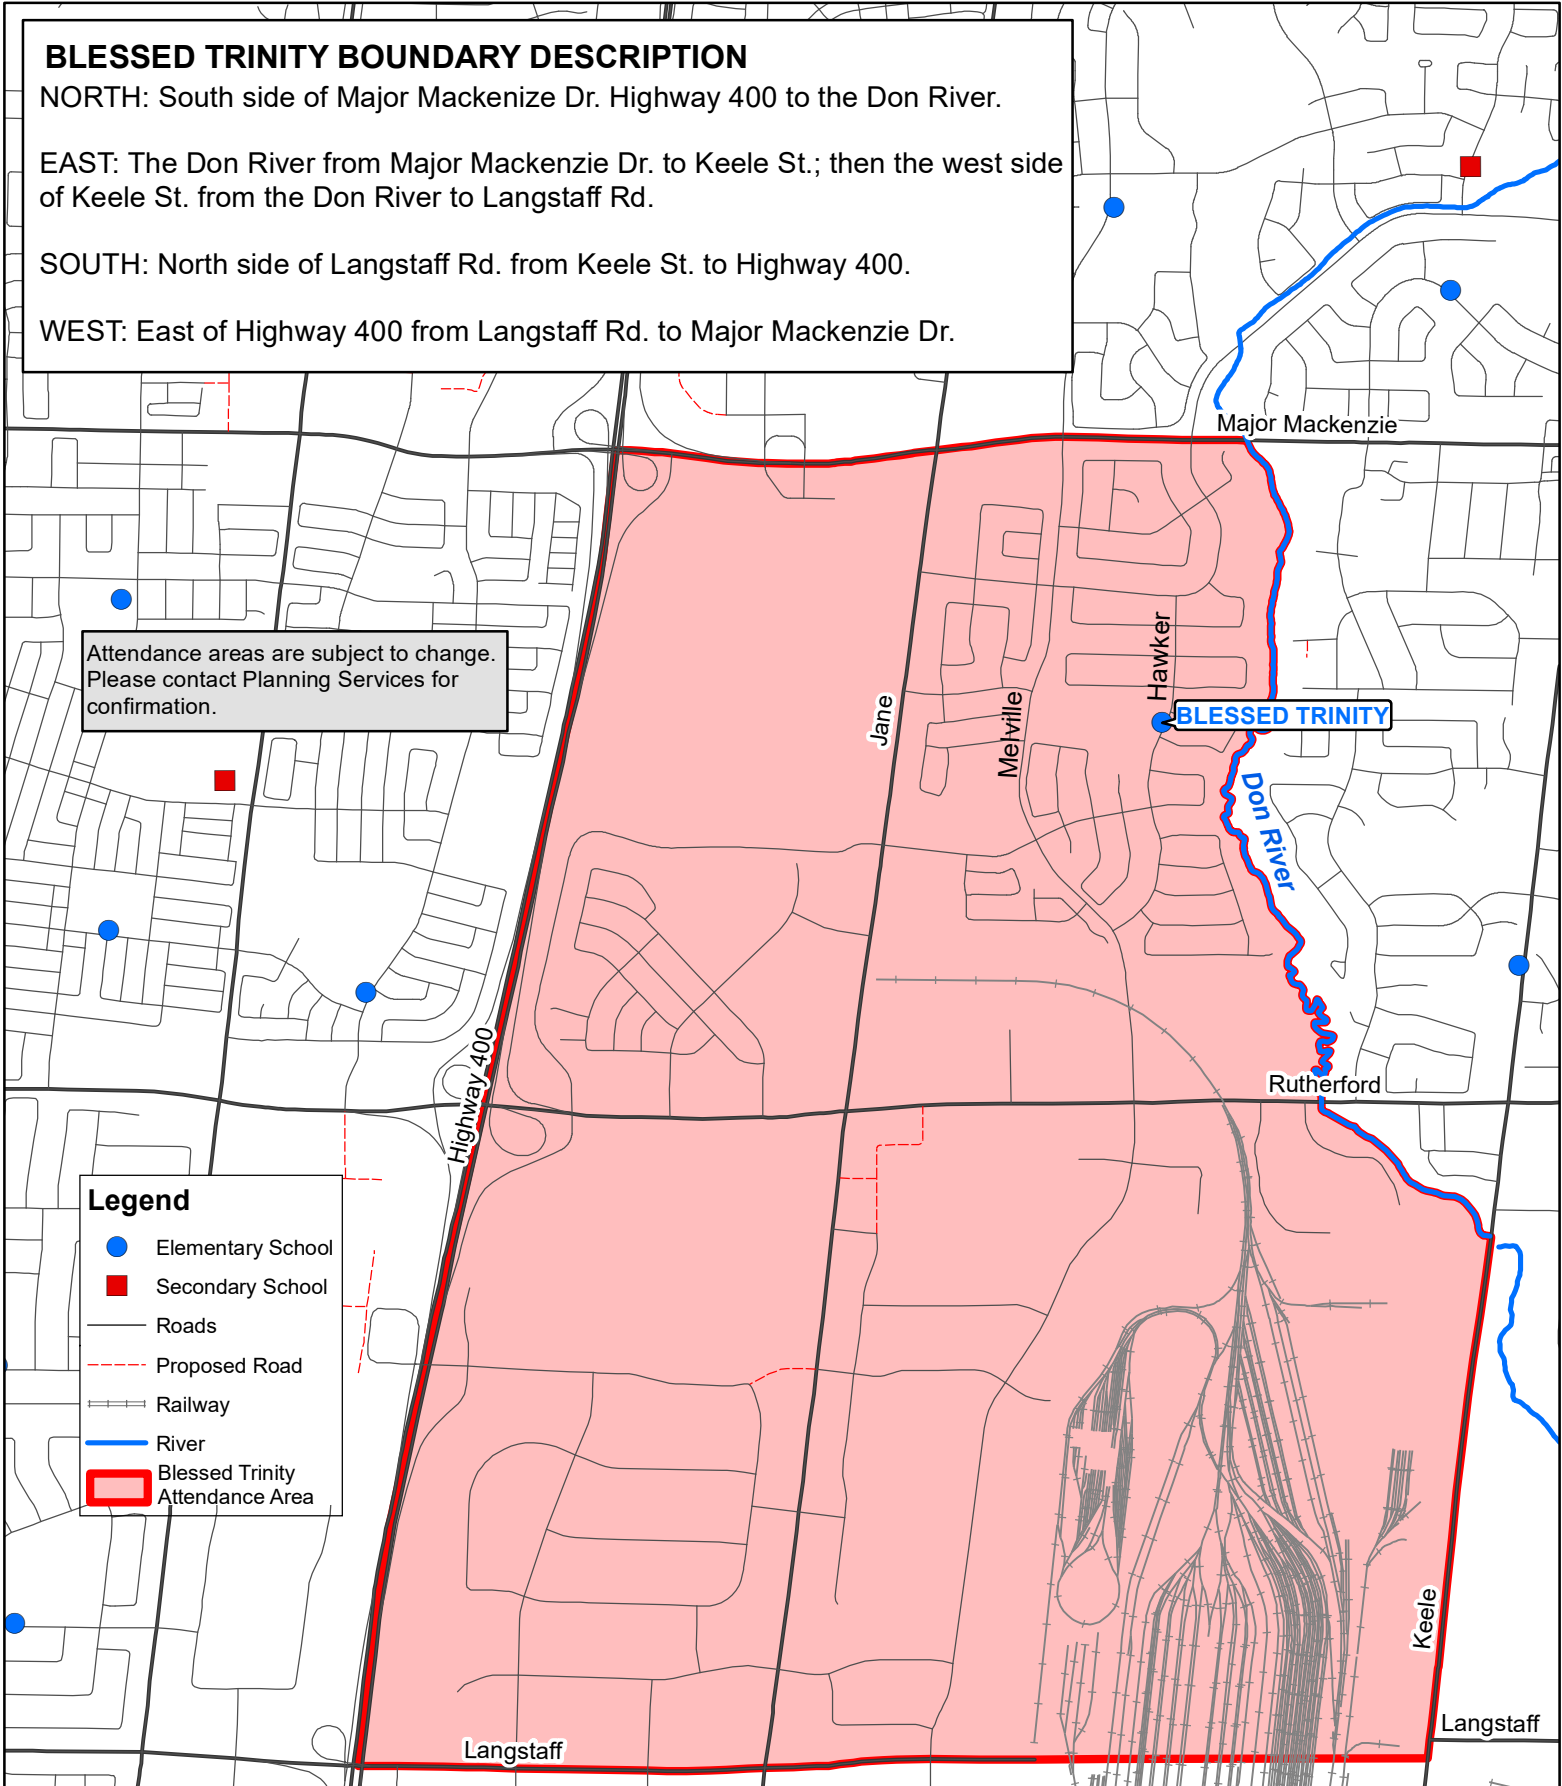 BLESSED TRINITY BOUNDARY DESCRIPTION
NORTH: South side of Major Mackenize Dr. Highway 400 to the Don River.
EAST: The Don River from Major Mackenzie Dr. to Keele St.; then the west side
of Keele St. from the Don River to Langstaff Rd.
SOUTH: North side of Langstaff Rd. from Keele St. to Highway 400.
WEST: East of Highway 400 from Langstaff Rd. to Major Mackenzie Dr.
Major Mackenzie
Hawker
Attendance areas are subject to change.
Please contact Planning Services for
confirmation.
Jane
Melville
BLESSED TRINITY
Don River
Highway 400
Rutherford
Legend
Elementary School
Secondary School
Roads
Proposed Road
Railway
River
Blessed Trinity
Attendance Area
Keele
Langstaff
Langstaff